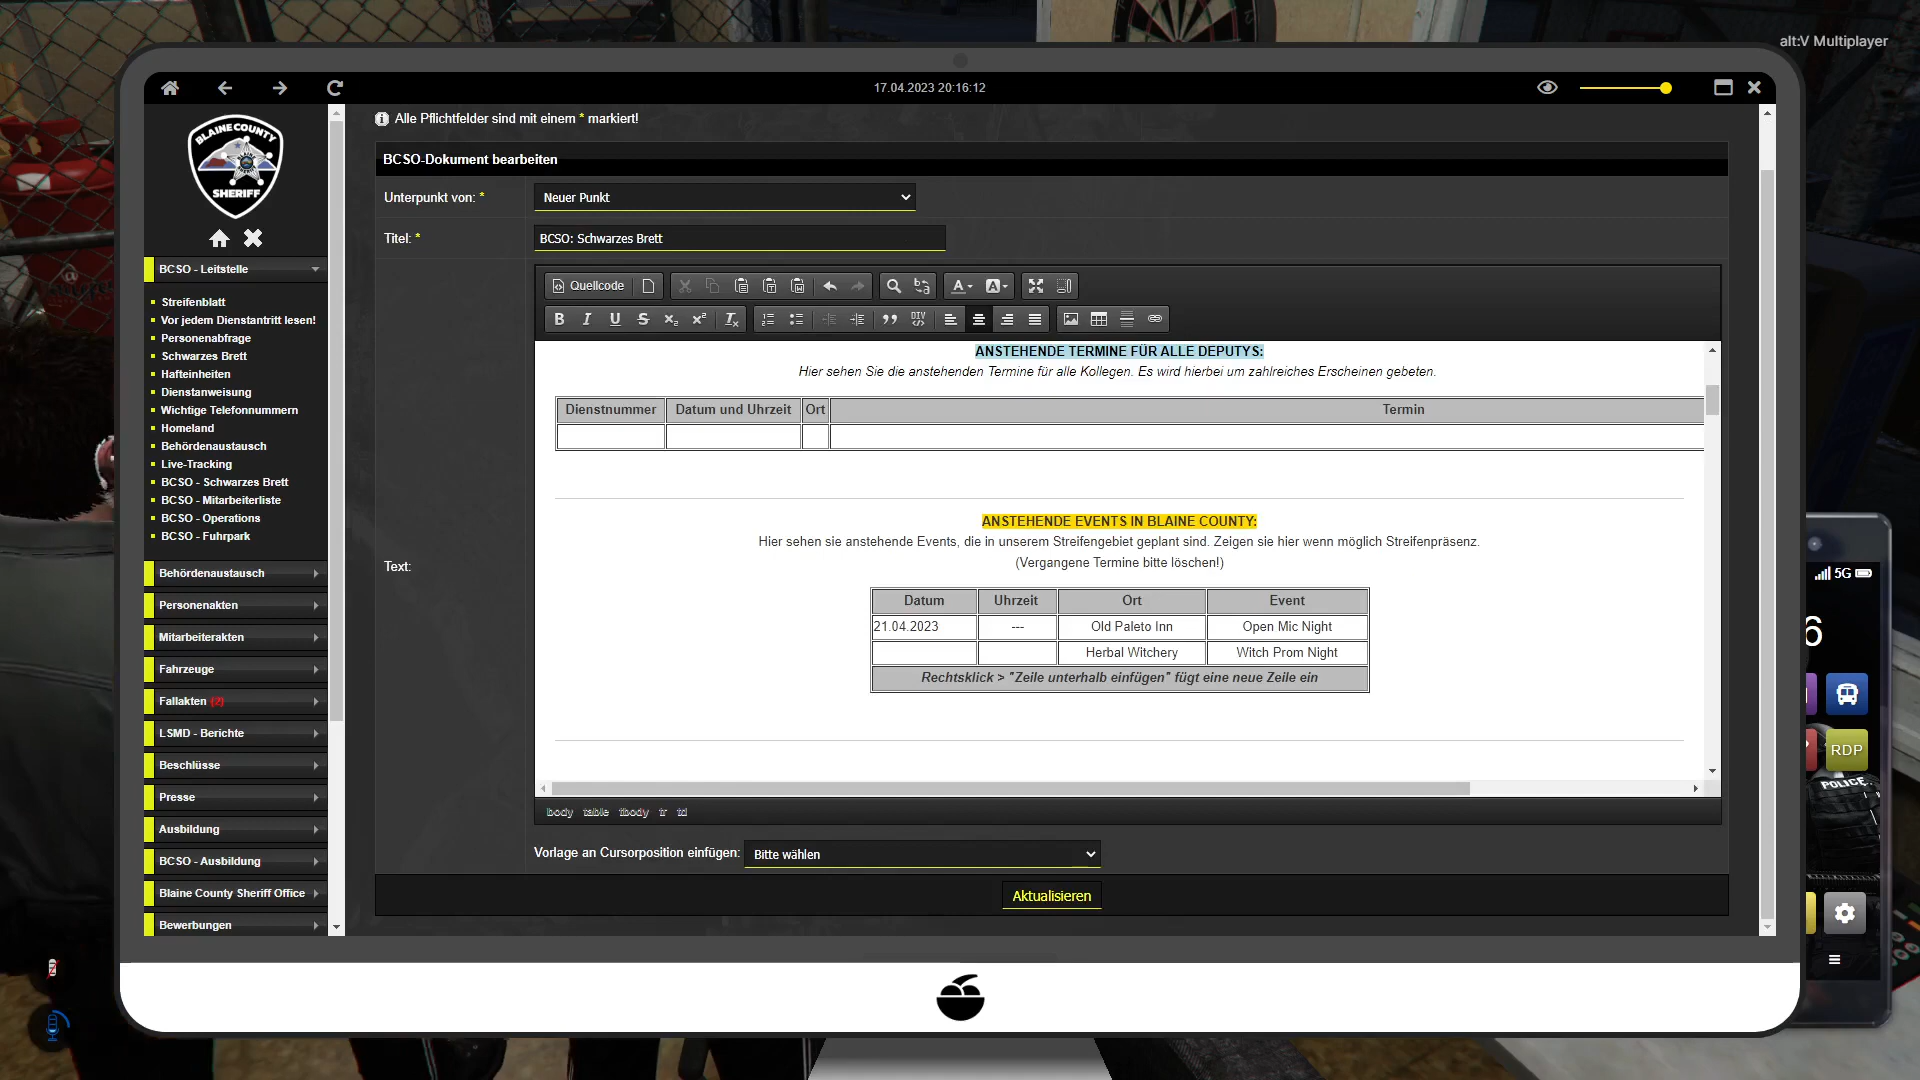 alt:V Multiplayer
17.04.2023 20:16:12
BLAINE COUNTY
SHERIFF
BCSO - Leitstelle
Streifenblatt
Vor jedem Dienstantritt lesen!
Personenabfrage
Schwarzes Brett
Hafteinheiten
Dienstanweisung
Wichtige Telefonnummern
Homeland
Behördenaustausch
Live-Tracking
BCSO - Schwarzes Brett
BCSO - Mitarbeiterliste
BCSO - Operations
BCSO - Fuhrpark
Behördenaustausch
Personenakten
Mitarbeiterakten
Fahrzeuge
Fallakten (2)
LSMD - Berichte
Beschlüsse
Presse
Ausbildung
BCSO - Ausbildung
Blaine County Sheriff Office
Bewerbungen
Alle Pflichtfelder sind mit einem * markiert!
BCSO-Dokument bearbeiten
Unterpunkt von: * Neuer Punkt
Titel: * BCSO: Schwarzes Brett
Text:
Quellcode
ANSTEHENDE TERMINE FÜR ALLE DEPUTYS:
Hier sehen Sie die anstehenden Termine für alle Kollegen. Es wird hierbei um zahlreiches Erscheinen gebeten.
Dienstnummer Datum und Uhrzeit Ort Termin
ANSTEHENDE EVENTS IN BLAINE COUNTY:
Hier sehen sie anstehende Events, die in unserem Streifengebiet geplant sind. Zeigen sie hier wenn möglich Streifenpräsenz.
(Vergangene Termine bitte löschen!)
Datum Uhrzeit Ort Event
21.04.2023 --- Old Paleto Inn Open Mic Night
Herbal Witchery Witch Prom Night
Rechtsklick > "Zeile unterhalb einfügen" fügt eine neue Zeile ein
body table tbody tr td
Vorlage an Cursorposition einfügen: Bitte wählen
Aktualisieren
5G
6
RDP
POLICE